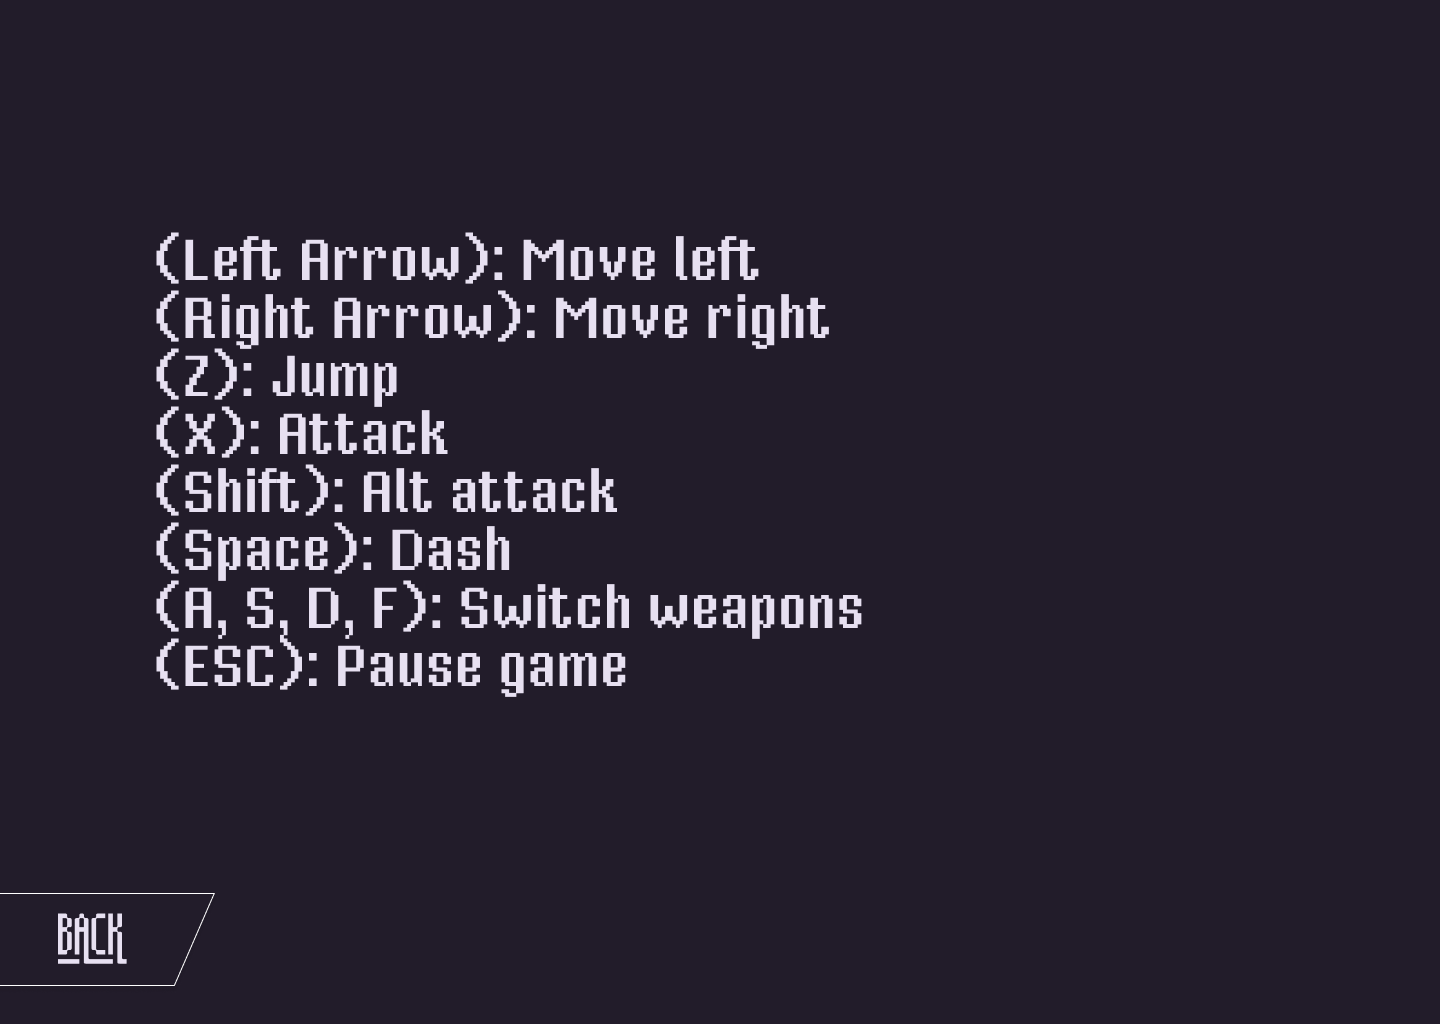 (Left Arrow): Move left
(Right Arrow): Move right
(Z): Jump
(X): Attack
(Shift): Alt attack
(Space): Dash
(A, S, D, F): Switch weapons
(ESC): Pause game
BACK